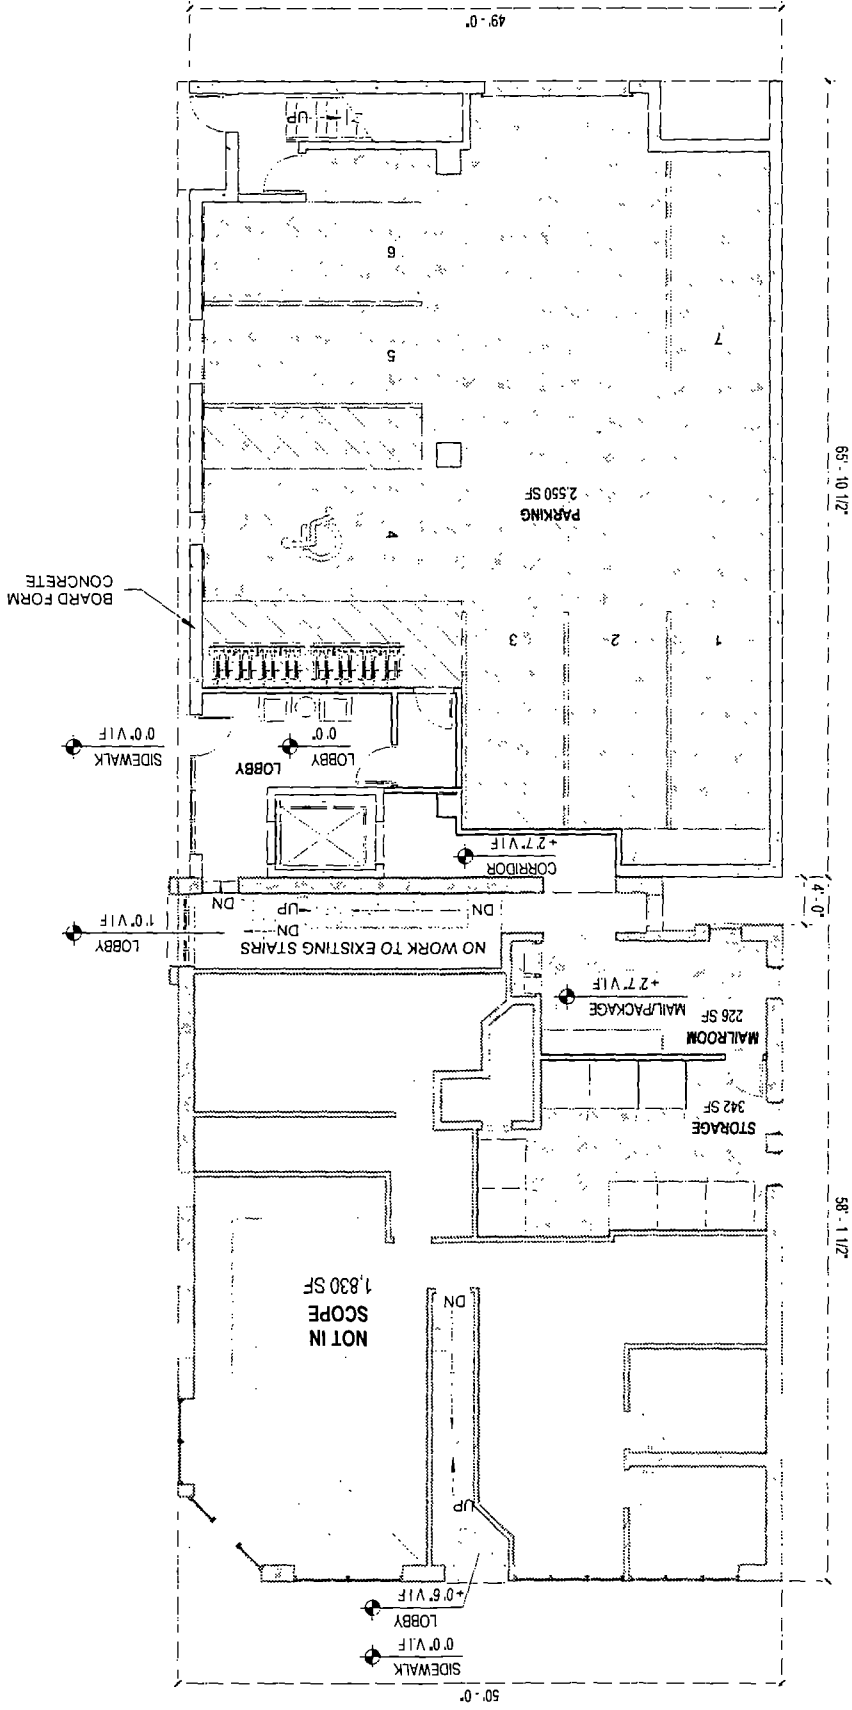 50'-0"
SIDEWALK
0'0" V.I.F
LOBBY
+0'6" V.I.F
UP
DN
NOT IN
SCOPE
1,830 SF
58'-1 1/2"
STORAGE
342 SF
MAILROOM
226 SF
MAIL/PACKAGE
+2'7" V.I.F
4'-0"
NO WORK TO EXISTING STAIRS
DN
DN
UP
DN
LOBBY
1'0" V.I.F
CORRIDOR
+2'7" V.I.F
LOBBY
LOBBY
0'0"
SIDEWALK
0'0" V.I.F
BOARD FORM
CONCRETE
1
2
3
4
PARKING
2,550 SF
65'-10 1/2"
5
6
7
UP
49'-0"